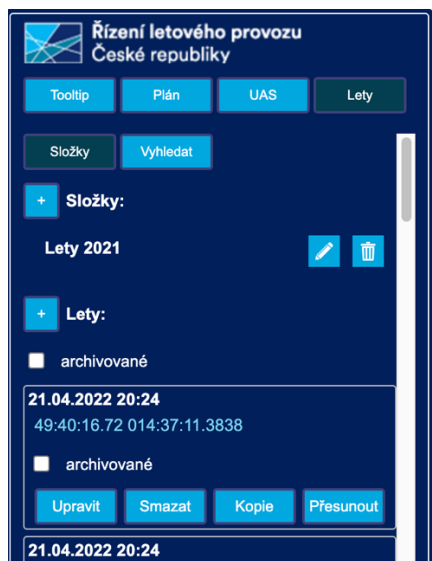 Řízení letového provozu
České republiky
Tooltip Plán UAS Lety
Složky Vyhledat
+ Složky:
Lety 2021
+ Lety:
archivované
21.04.2022 20:24
49:40:16.72 014:37:11.3838
archivované
Upravit Smazat Kopie Přesunout
21.04.2022 20:24